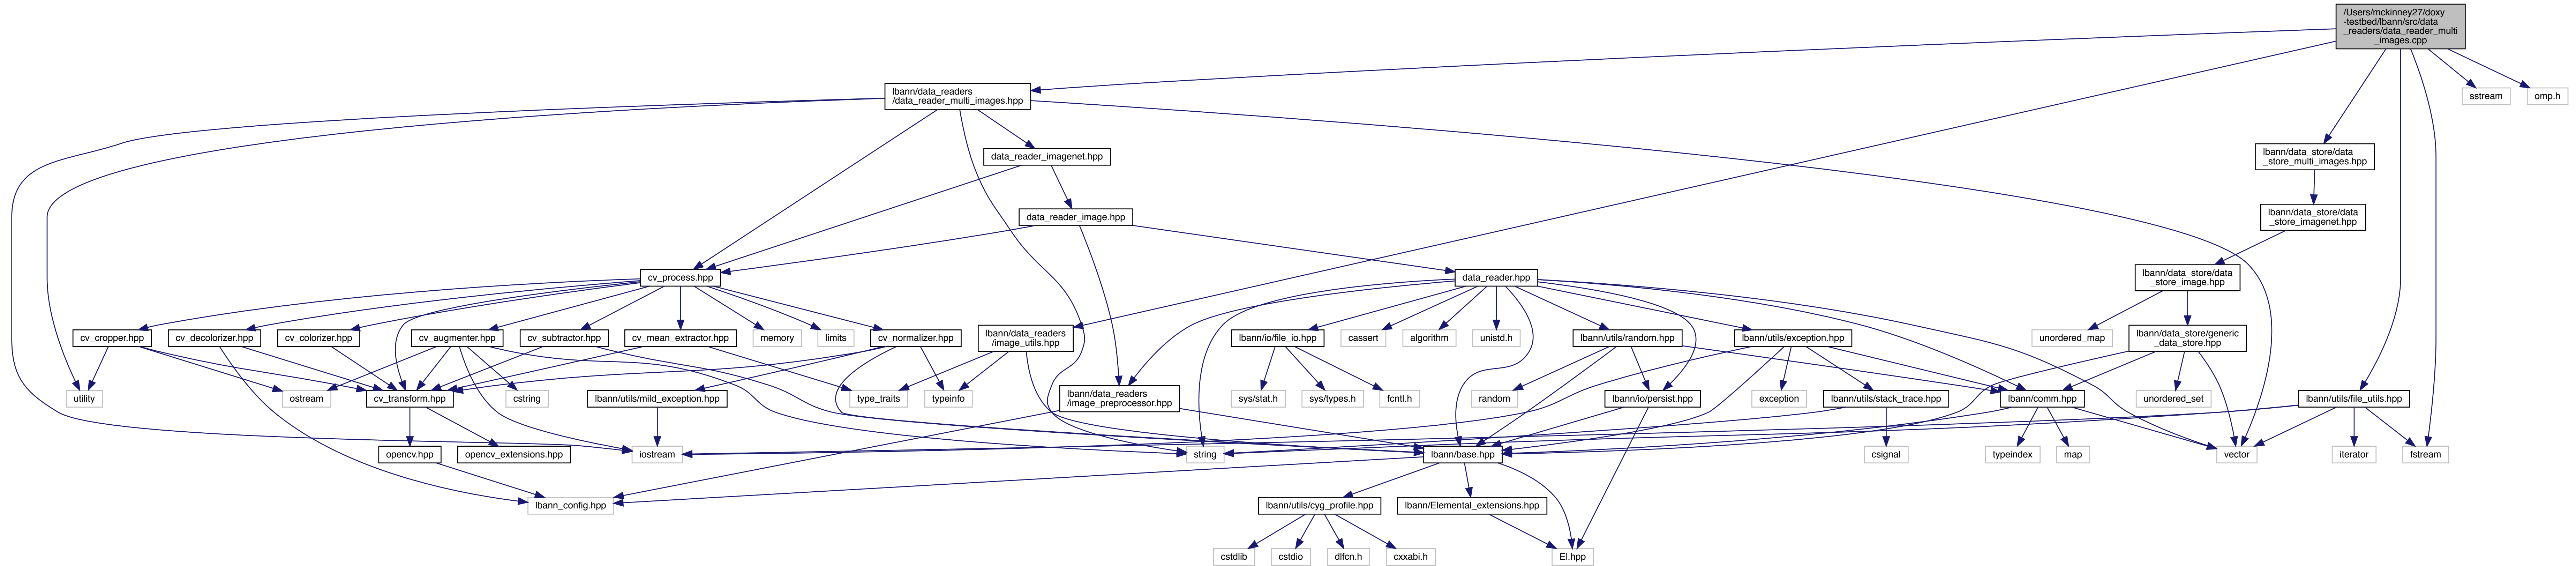 /Users/mckinney27/doxy
-testbed/lbann/src/data
_readers/data_reader_multi
_images.cpp
lbann/data_readers
/data_reader_multi_images.hpp
sstream
omp.h
data_reader_imagenet.hpp
lbann/data_store/data
_store_multi_images.hpp
data_reader_image.hpp
lbann/data_store/data
_store_imagenet.hpp
cv_process.hpp
data_reader.hpp
lbann/data_store/data
_store_image.hpp
cv_cropper.hpp
cv_decolorizer.hpp
cv_colorizer.hpp
cv_augmenter.hpp
cv_subtractor.hpp
cv_mean_extractor.hpp
memory
limits
cv_normalizer.hpp
lbann/data_readers
/image_utils.hpp
lbann/io/file_io.hpp
cassert
algorithm
unistd.h
lbann/utils/random.hpp
lbann/utils/exception.hpp
unordered_map
lbann/data_store/generic
_data_store.hpp
utility
ostream
cv_transform.hpp
cstring
lbann/utils/mild_exception.hpp
type_traits
typeinfo
lbann/data_readers
/image_preprocessor.hpp
sys/stat.h
sys/types.h
fcntl.h
random
lbann/io/persist.hpp
exception
lbann/utils/stack_trace.hpp
lbann/comm.hpp
unordered_set
lbann/utils/file_utils.hpp
opencv.hpp
opencv_extensions.hpp
iostream
string
lbann/base.hpp
csignal
typeindex
map
vector
iterator
fstream
lbann_config.hpp
lbann/utils/cyg_profile.hpp
lbann/Elemental_extensions.hpp
cstdlib
cstdio
dlfcn.h
cxxabi.h
El.hpp